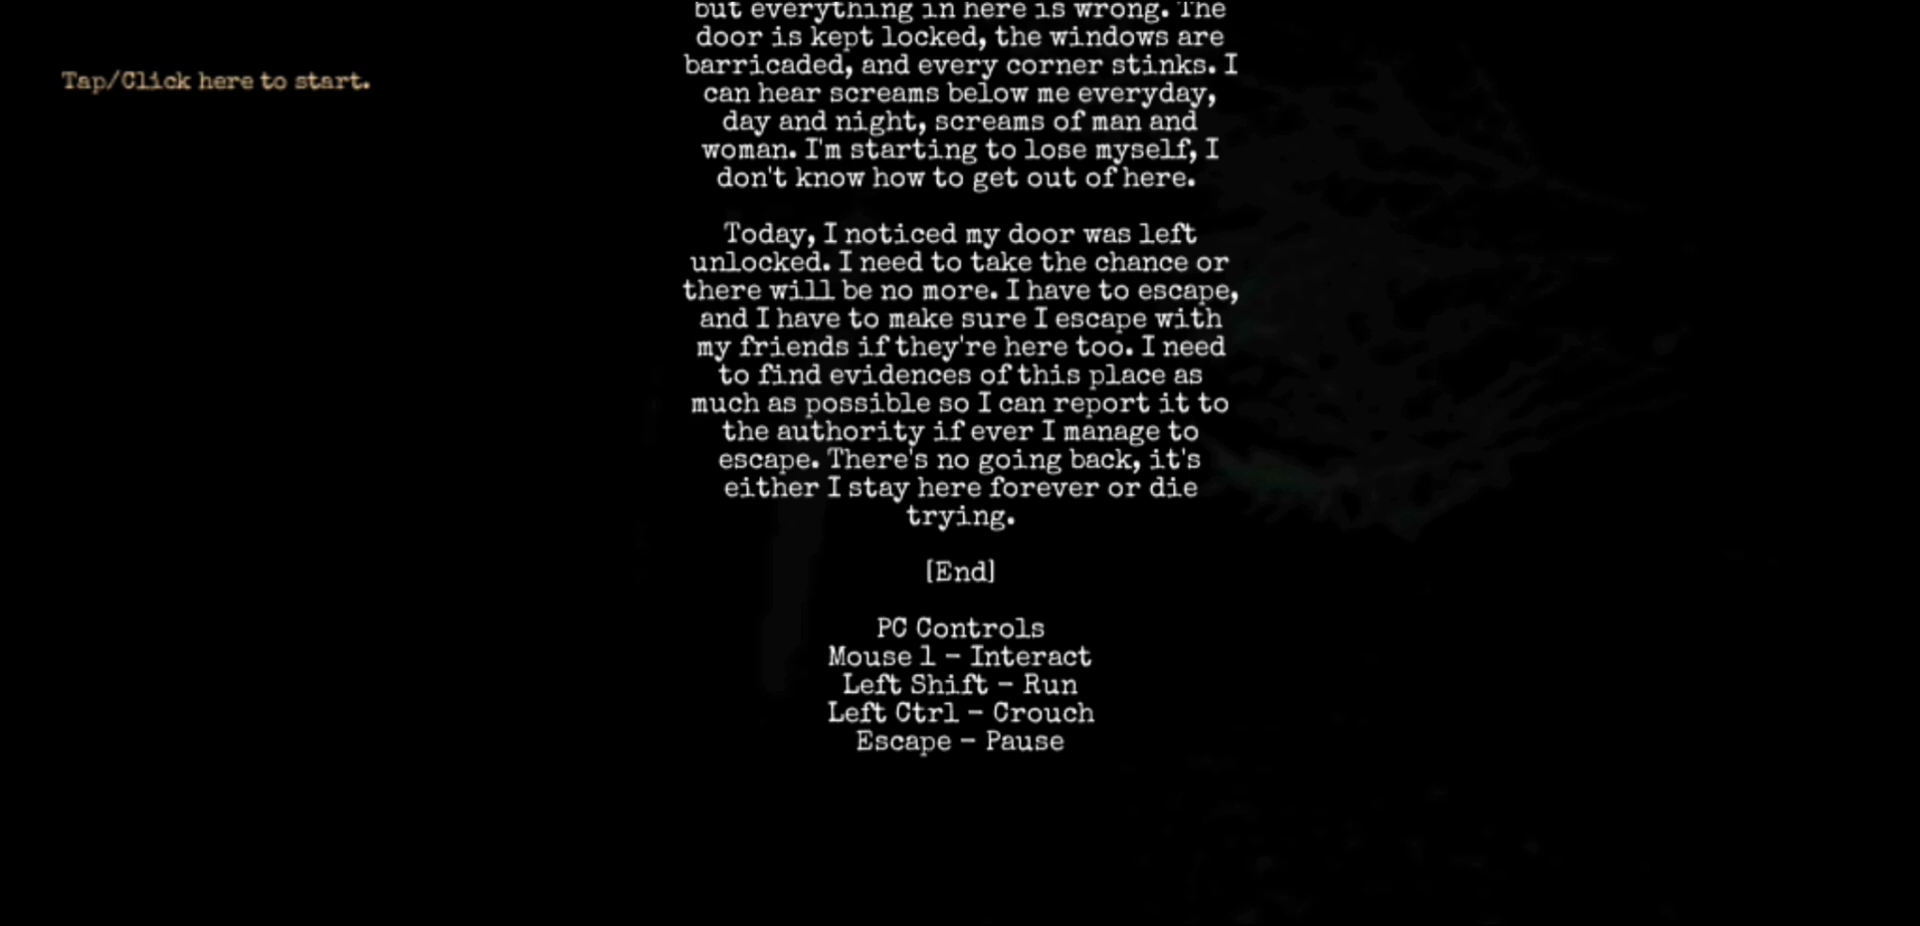 Tap/Click here to start.
but everything in here is wrong. The
door is kept locked, the windows are
barricaded, and every corner stinks. I
can hear screams below me everyday,
day and night, screams of man and
woman. I'm starting to lose myself, I
don't know how to get out of here.
Today, I noticed my door was left
unlocked. I need to take the chance or
there will be no more. I have to escape,
and I have to make sure I escape with
my friends if they're here too. I need
to find evidences of this place as
much as possible so I can report it to
the authority if ever I manage to
escape. There's no going back, it's
either I stay here forever or die
trying.
[End]
PC Controls
Mouse 1 - Interact
Left Shift - Run
Left Ctrl - Crouch
Escape - Pause